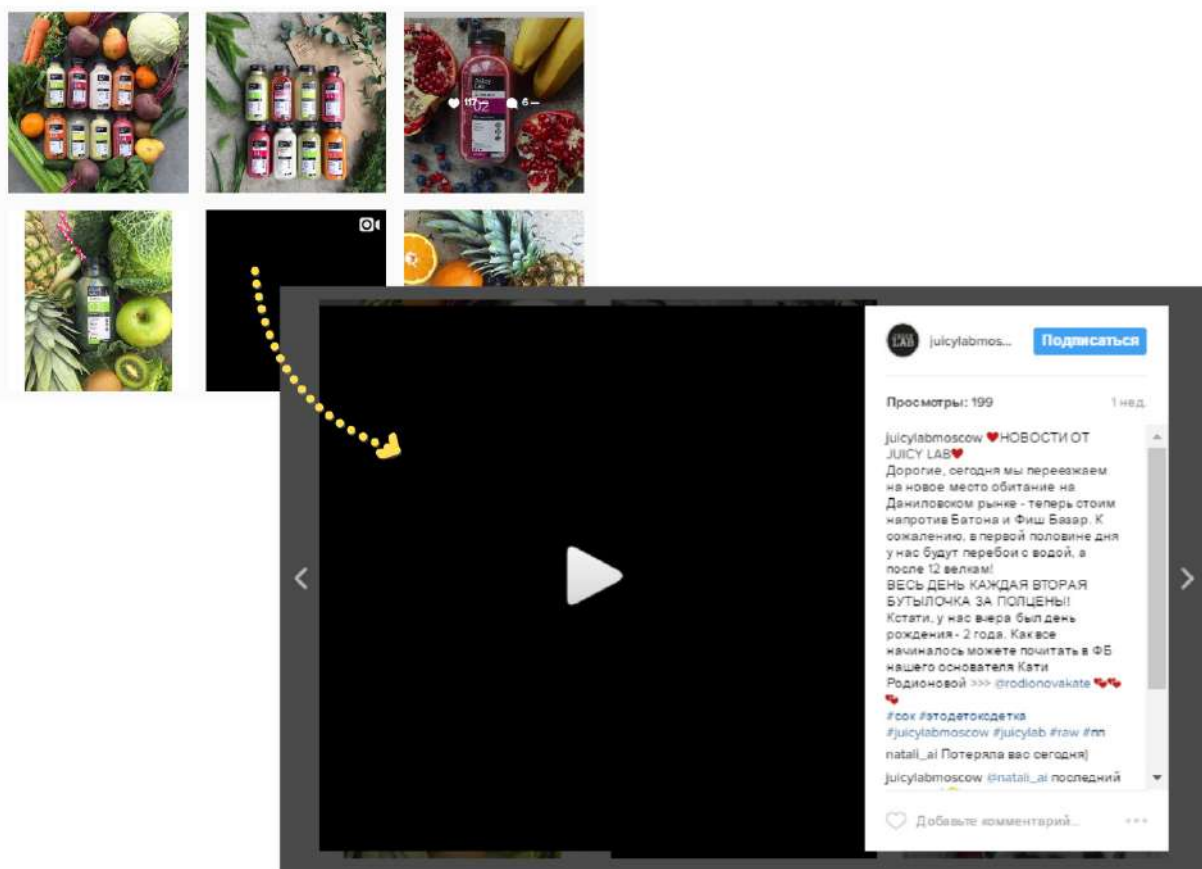 117
6
juicylabmos...
Подписаться
Просмотры: 199
1 нед.
juicylabmoscow ❤НОВОСТИ ОТ
JUICY LAB❤
Дорогие, сегодня мы переезжаем
на новое место обитание на
Даниловском рынке - теперь стоим
напротив Батона и Фиш Базар. К
сожалению, в первой половине дня
у нас будут перебои с водой, а
после 12 велкам!
ВЕСЬ ДЕНЬ КАЖДАЯ ВТОРАЯ
БУТЫЛОЧКА ЗА ПОЛЦЕНЫ!
Кстати, у нас вчера был день
рождения - 2 года. Как все
начиналось можете почитать в ФБ
нашего основателя Кати
Родионовой >>> @rodionovakate 💕💕
💕
#сок #этодетоксдетка
#juicylabmoscow #juicylab #raw #пп
natali_ai Потеряла вас сегодня)
juicylabmoscow @natali_ai последний
Добавьте комментарий...